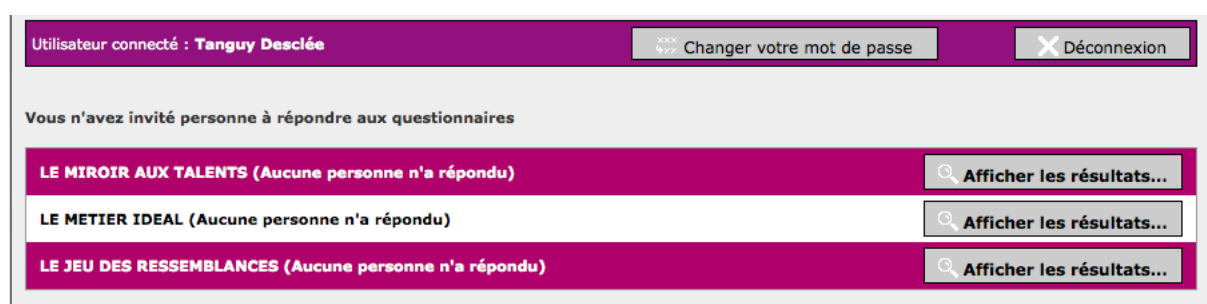 Utilisateur connecté : Tanguy Desclée
Changer votre mot de passe
Déconnexion
Vous n'avez invité personne à répondre aux questionnaires
LE MIROIR AUX TALENTS (Aucune personne n'a répondu)
Afficher les résultats...
LE METIER IDEAL (Aucune personne n'a répondu)
Afficher les résultats...
LE JEU DES RESSEMBLANCES (Aucune personne n'a répondu)
Afficher les résultats...